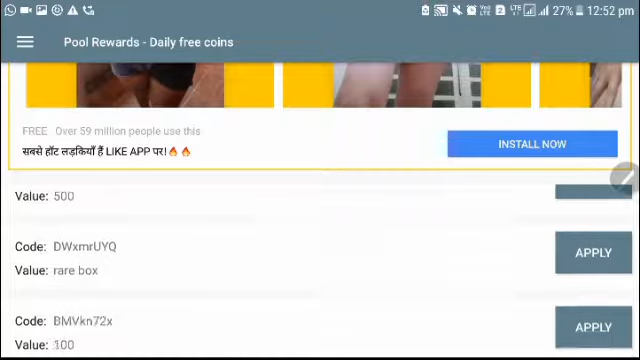 27% 12:52 pm
Pool Rewards - Daily free coins
FREE Over 59 million people use this
सबसे हॉट लड़कियाँ हैं LIKE APP पर!🔥🔥
INSTALL NOW
Value: 500
Code: DWxmrUYQ
Value: rare box
APPLY
Code: BMVkn72x
Value: 100
APPLY